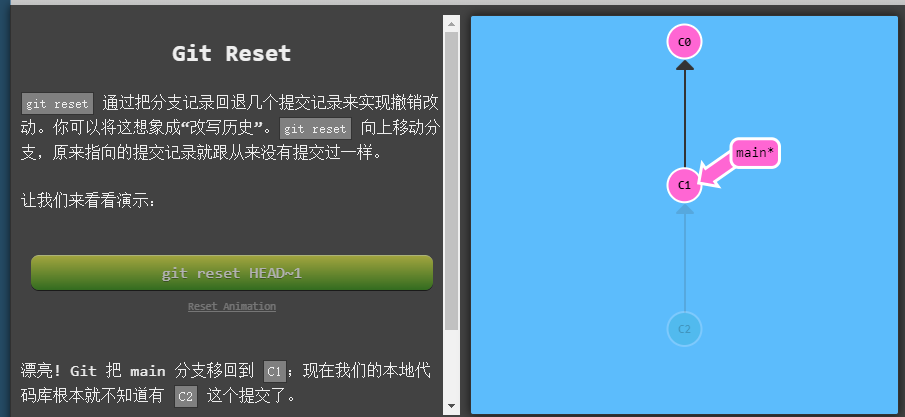 Git Reset
git reset 通过把分支记录回退几个提交记录来实现撤销改
动。你可以将这想象成“改写历史”。git reset 向上移动分
支，原来指向的提交记录就跟从来没有提交过一样。
让我们来看看演示：
git reset HEAD~1
Reset Animation
漂亮! Git 把 main 分支移回到 C1；现在我们的本地代
码库根本就不知道有 C2 这个提交了。
C0
main*
C1
C2